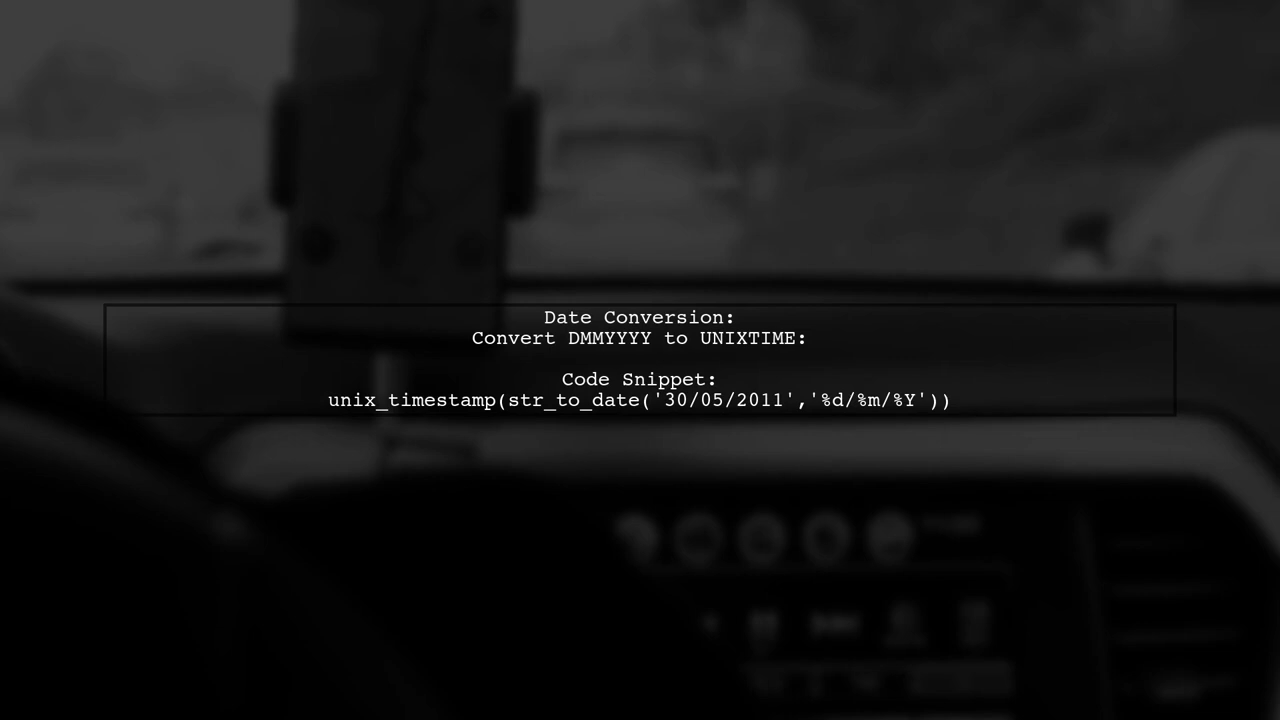 Date Conversion:
Convert DMMYYYY to UNIXTIME:
Code Snippet:
unix_timestamp(str_to_date('30/05/2011','%d/%m/%Y'))